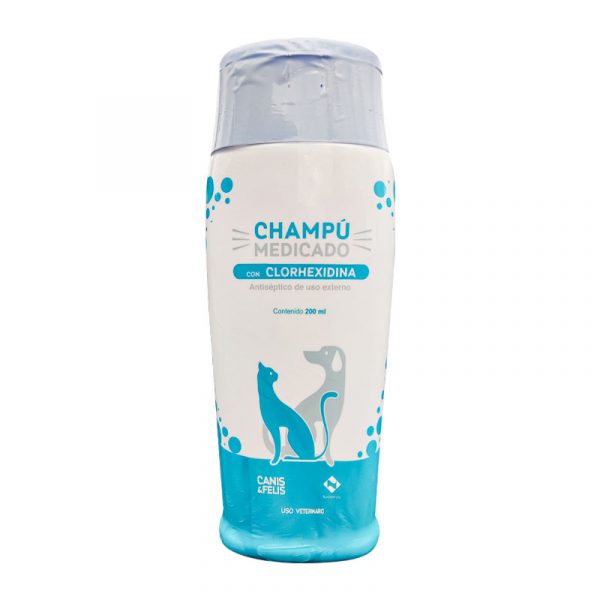 CHAMPÚ
MEDICADO
CON CLORHEXIDINA
Antiséptico de uso externo
Contenido 200 ml
CANIS
&FELIS
USO VETERINARIO